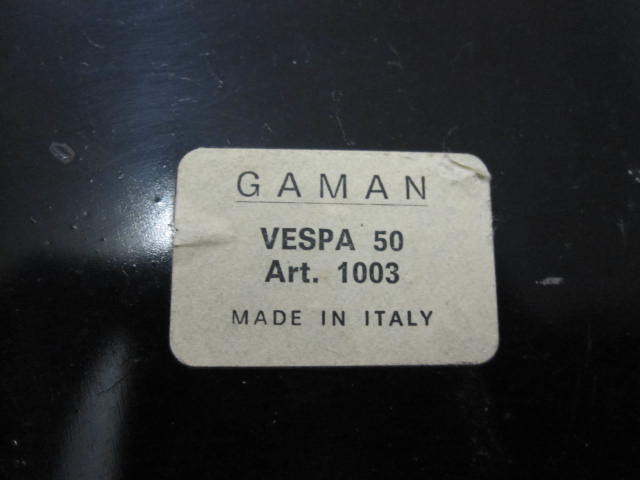 GAMAN
VESPA 50
Art. 1003
MADE IN ITALY